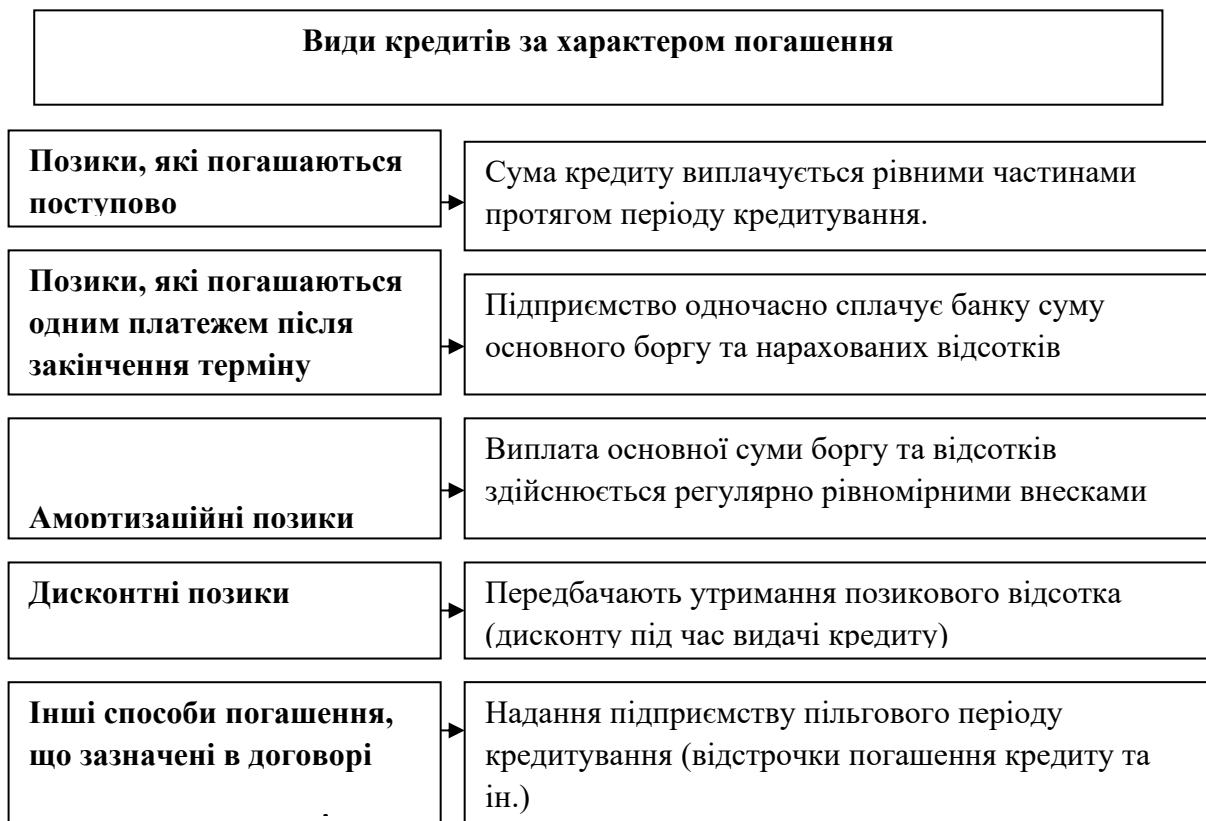 Види кредитів за характером погашення
Позики, які погашаються
поступово
Сума кредиту виплачується рівними частинами
протягом періоду кредитування.
Позики, які погашаються
одним платежем після
закінчення терміну
Підприємство одночасно сплачує банку суму
основного боргу та нарахованих відсотків
Амортизаційні позики
Виплата основної суми боргу та відсотків
здійснюється регулярно рівномірними внесками
Дисконтні позики
Передбачають утримання позикового відсотка
(дисконту під час видачі кредиту)
Інші способи погашення,
що зазначені в договорі
Надання підприємству пільгового періоду
кредитування (відстрочки погашення кредиту та
ін.)